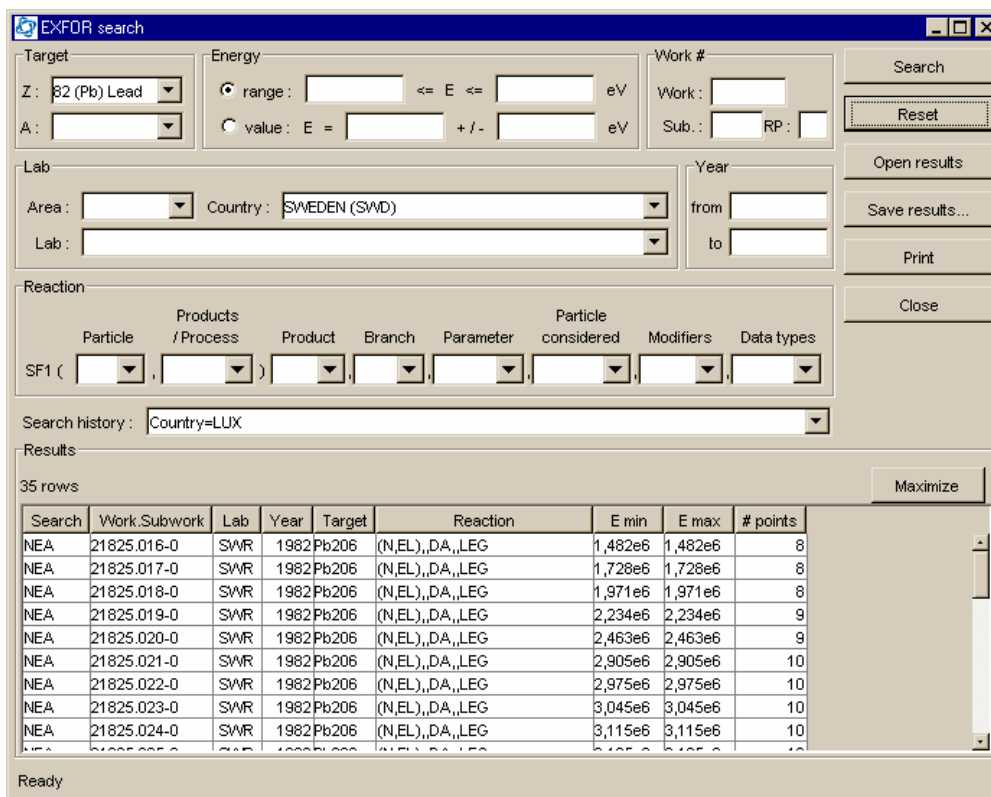 EXFOR search
Target Energy Work #
Z : 82 (Pb) Lead range : <= E <= eV Work :
A : value : E = + / - eV Sub. : RP :
Search
Reset
Open results
Save results...
Print
Close
Lab Year
Area : Country : SWEDEN (SWD) from
Lab : to
Reaction
Particle Products / Process Product Branch Parameter Particle considered Modifiers Data types
SF1 ( , ) , , , , ,
Search history : Country=LUX
Results
35 rows Maximize
Search Work.Subwork Lab Year Target Reaction E min E max # points
NEA 21825.016-0 SWR 1982 Pb206 (N,EL),,DA,,LEG 1,482e6 1,482e6 8
NEA 21825.017-0 SWR 1982 Pb206 (N,EL),,DA,,LEG 1,728e6 1,728e6 8
NEA 21825.018-0 SWR 1982 Pb206 (N,EL),,DA,,LEG 1,971e6 1,971e6 8
NEA 21825.019-0 SWR 1982 Pb206 (N,EL),,DA,,LEG 2,234e6 2,234e6 9
NEA 21825.020-0 SWR 1982 Pb206 (N,EL),,DA,,LEG 2,463e6 2,463e6 9
NEA 21825.021-0 SWR 1982 Pb206 (N,EL),,DA,,LEG 2,905e6 2,905e6 10
NEA 21825.022-0 SWR 1982 Pb206 (N,EL),,DA,,LEG 2,975e6 2,975e6 10
NEA 21825.023-0 SWR 1982 Pb206 (N,EL),,DA,,LEG 3,045e6 3,045e6 10
NEA 21825.024-0 SWR 1982 Pb206 (N,EL),,DA,,LEG 3,115e6 3,115e6 10
Ready